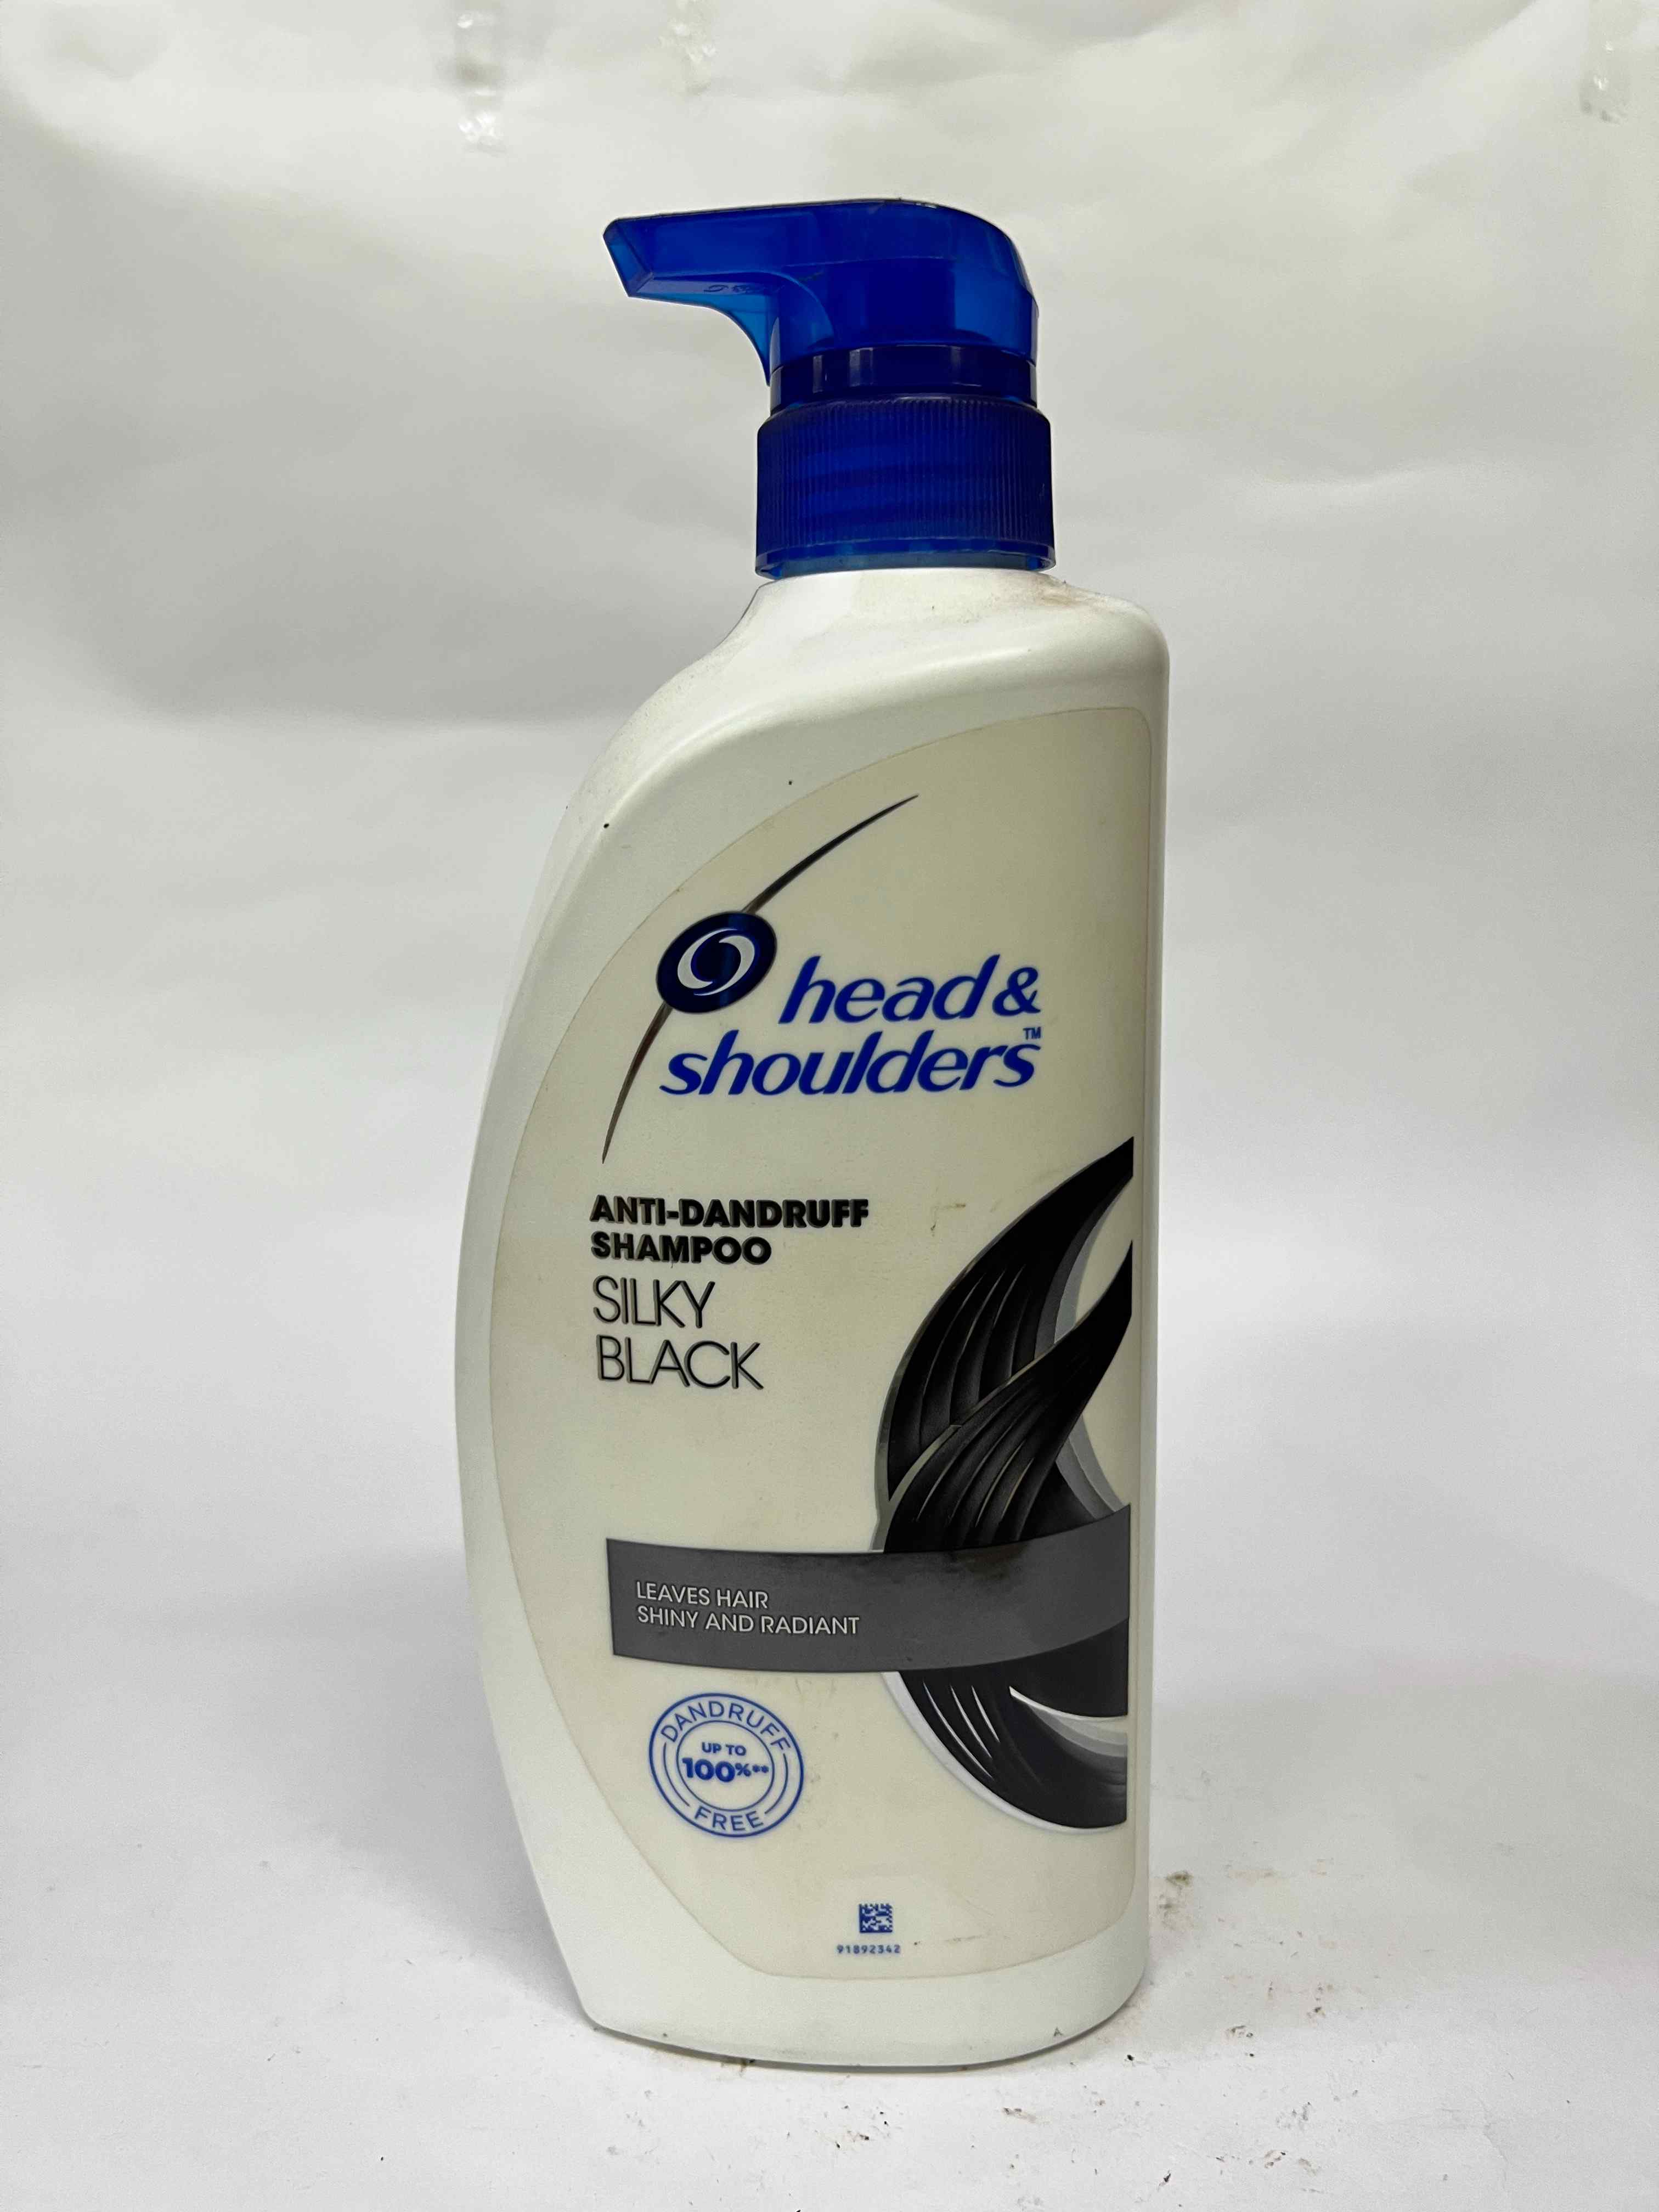 head &
shoulders™
ANTI-DANDRUFF
SHAMPOO
SILKY
BLACK
LEAVES HAIR
SHINY AND RADIANT
DANDRUFF
UP TO
100%**
FREE
91892342